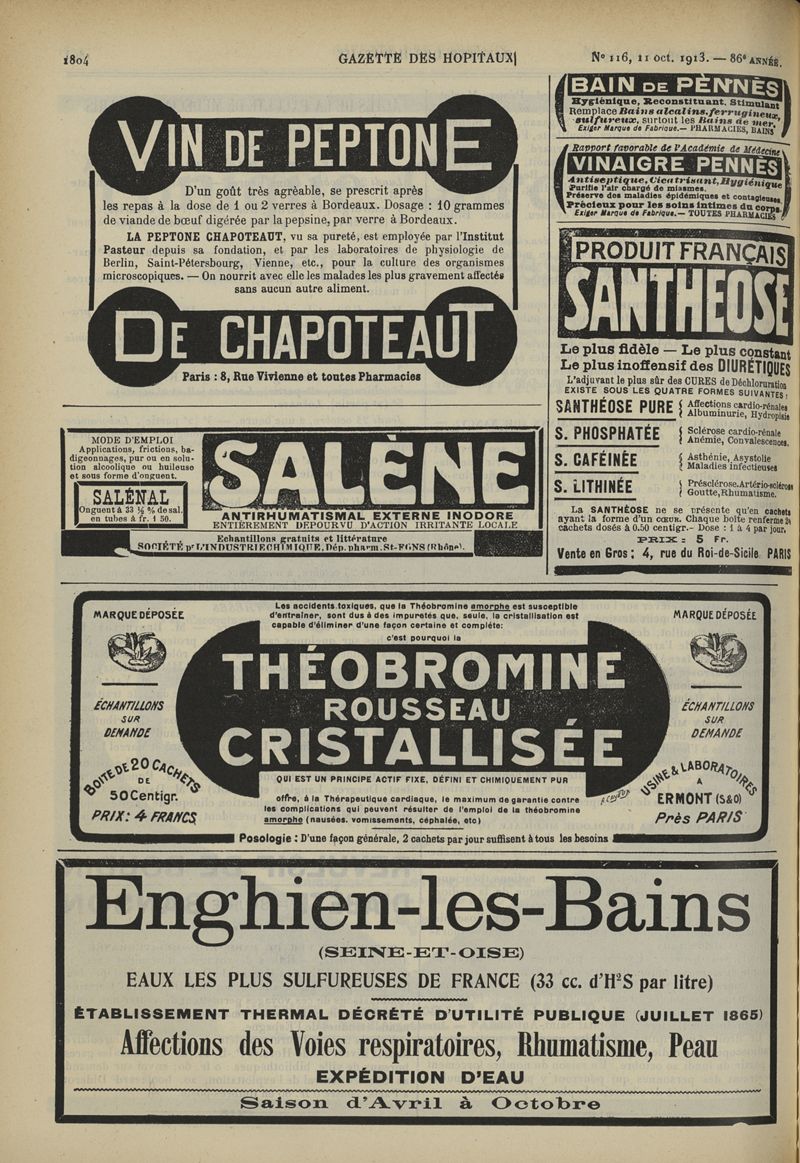 1804
GAZETTE DES HOPITAUX
N° 116, 11 oct. 1913. — 86e ANNÉE.
VIN DE PEPTONE
D'un goût très agrèable, se prescrit après
les repas à la dose de 1 ou 2 verres à Bordeaux. Dosage : 10 grammes
de viande de bœuf digérée par la pepsine, par verre à Bordeaux.
LA PEPTONE CHAPOTEAUT, vu sa pureté, est employée par l'Institut
Pasteur depuis sa fondation, et par les laboratoires de physiologie de
Berlin, Saint-Pétersbourg, Vienne, etc., pour la culture des organismes
microscopiques. — On nourrit avec elle les malades les plus gravement affectés
sans aucun autre aliment.
DE CHAPOTEAUT
Paris : 8, Rue Vivienne et toutes Pharmacies
BAIN DE PENNÈS
Hygiènique, Reconstituant, Stimulant
Remplace Bains alcalins, ferrugineux,
sulfureux, surtout les Bains de mer.
Exiger Marque de Fabrique. — PHARMACIES, BAINS
Rapport favorable de l'Académie de Médecine
VINAIGRE PENNÈS
Antiseptique, Cicatrisant, Hygiénique
Purifie l'air chargé de miasmes.
Préserve des maladies épidémiques et contagieuses
Précieux pour les soins intimes du corps.
Exiger Marque de Fabrique. — TOUTES PHARMACIES
PRODUIT FRANÇAIS
SANTHEOSE
Le plus fidèle — Le plus constant
Le plus inoffensif des DIURÉTIQUES
L'adjuvant le plus sûr des CURES de Déchloruration
EXISTE SOUS LES QUATRE FORMES SUIVANTES :
SANTHÉOSE PURE { Affections cardio-rénales
Albuminurie, Hydropisie
S. PHOSPHATÉE { Sclérose cardio-rénale
Anémie, Convalescences.
S. CAFÉINÉE { Asthénie, Asystolie
Maladies infectieuses
S. LITHINÉE { Présclérose. Artério-sclérose
Goutte, Rhumatisme.
La SANTHÉOSE ne se présente qu'en cachets
ayant la forme d'un cœur. Chaque boîte renferme 24
cachets dosés à 0.50 centigr. - Dose : 1 à 4 par jour.
PRIX : 5 Fr.
Vente en Gros : 4, rue du Roi-de-Sicile PARIS
MODE D'EMPLOI
Applications, frictions, ba-
digeonnages, pur ou en solu-
tion alcoolique ou huileuse
et sous forme d'onguent.
SALÉNAL
Onguent à 33 ⅓ % de sal.
en tubes à fr. 1 50.
SALÈNE
ANTIRHUMATISMAL EXTERNE INODORE
ENTIÈREMENT DÉPOURVU D'ACTION IRRITANTE LOCALE
Echantillons gratuits et littérature
SOCIÉTÉ pr L'INDUSTRIE CHIMIQUE, Dép. pharm. St-FONS (Rhône).
Les accidents toxiques, que la Théobromine amorphe est susceptible
d'entraîner, sont dus à des impuretés que, seule, la cristallisation est
capable d'éliminer d'une façon certaine et complète:
c'est pourquoi la
MARQUE DÉPOSÉE
ÉCHANTILLONS
SUR
DEMANDE
BOITE DE 20 CACHETS
DE
50 Centigr.
PRIX: 4 FRANCS
THÉOBROMINE
ROUSSEAU
CRISTALLISÉE
QUI EST UN PRINCIPE ACTIF FIXE, DÉFINI ET CHIMIQUEMENT PUR
offre, à la Thérapeutique cardiaque, le maximum de garantie contre
les complications qui peuvent résulter de l'emploi de la théobromine
amorphe (nausées, vomissements, céphalée, etc)
MARQUE DÉPOSÉE
ÉCHANTILLONS
SUR
DEMANDE
USINE & LABORATOIRES
A
ERMONT (S&O)
Près PARIS
Posologie : D'une façon générale, 2 cachets par jour suffisent à tous les besoins
Enghien-les-Bains
(SEINE-ET-OISE)
EAUX LES PLUS SULFUREUSES DE FRANCE (33 cc. d'H²S par litre)
ÉTABLISSEMENT THERMAL DÉCRÉTÉ D'UTILITÉ PUBLIQUE (JUILLET 1865)
Affections des Voies respiratoires, Rhumatisme, Peau
EXPÉDITION D'EAU
Saison d'Avril à Octobre